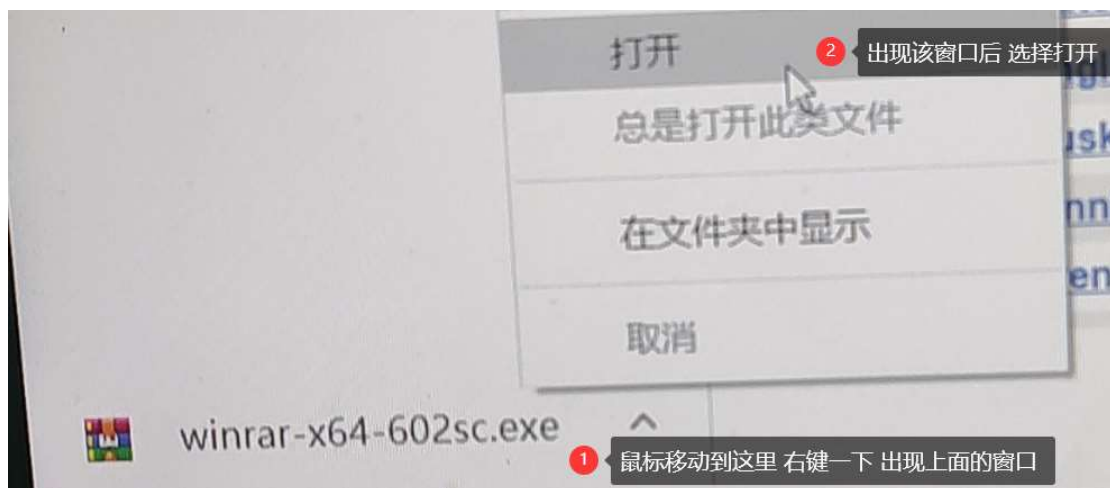 打开
2 出现该窗口后 选择打开
总是打开此类文件
在文件夹中显示
取消
winrar-x64-602sc.exe
1 鼠标移动到这里 右键一下 出现上面的窗口